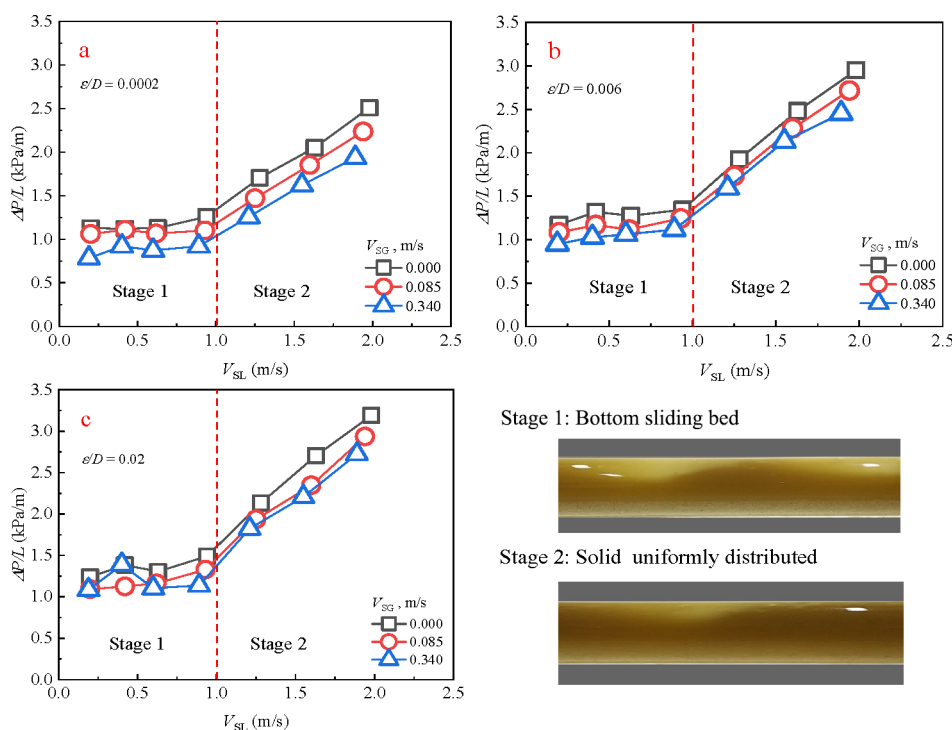 a
ε/D = 0.0002
ΔP/L (kPa/m)
3.5
3.0
2.5
2.0
1.5
1.0
0.5
0.0
Stage 1
Stage 2
V_SG , m/s
0.000
0.085
0.340
0.0 0.5 1.0 1.5 2.0 2.5
V_SL (m/s)
b
ε/D = 0.006
ΔP/L (kPa/m)
3.5
3.0
2.5
2.0
1.5
1.0
0.5
0.0
Stage 1
Stage 2
V_SG , m/s
0.000
0.085
0.340
0.0 0.5 1.0 1.5 2.0 2.5
V_SL (m/s)
c
ε/D = 0.02
ΔP/L (kPa/m)
3.5
3.0
2.5
2.0
1.5
1.0
0.5
0.0
Stage 1
Stage 2
V_SG , m/s
0.000
0.085
0.340
0.0 0.5 1.0 1.5 2.0 2.5
V_SL (m/s)
Stage 1: Bottom sliding bed
Stage 2: Solid uniformly distributed